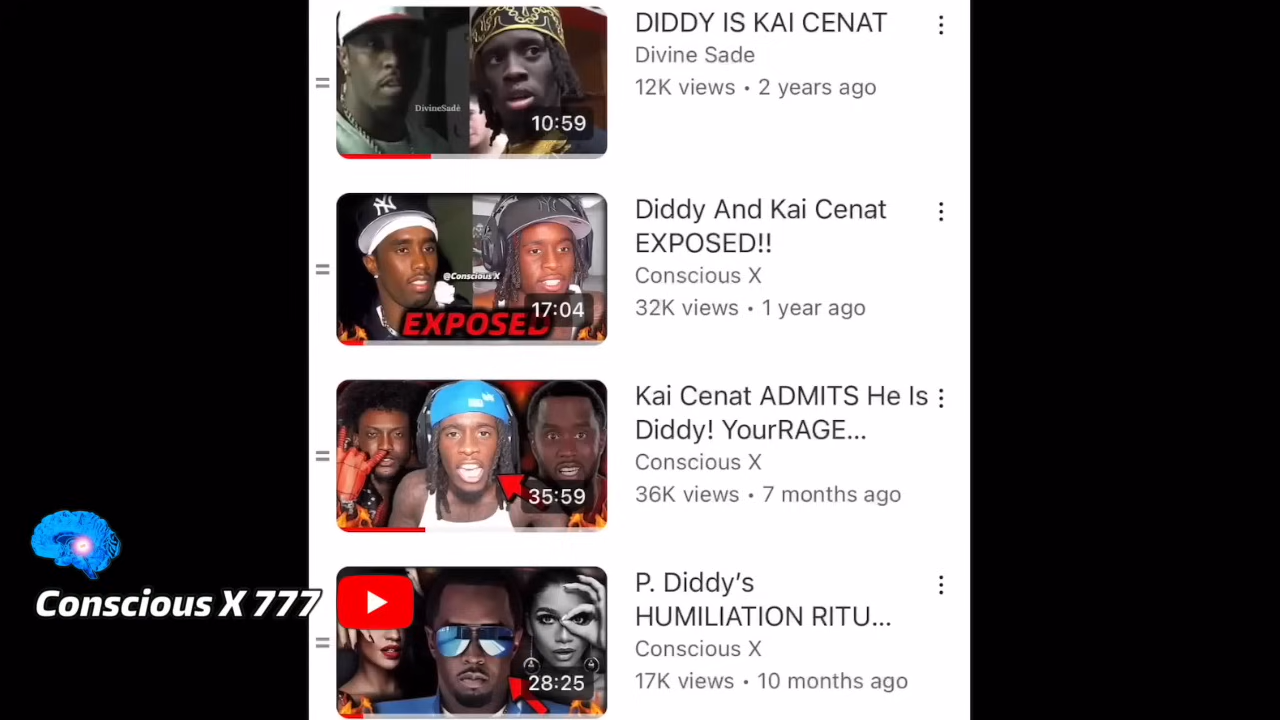 DIDDY IS KAI CENAT
Divine Sade
12K views • 2 years ago
DivineSadé
10:59
Diddy And Kai Cenat
EXPOSED!!
Conscious X
32K views • 1 year ago
NY
@Conscious X
17:04
EXPOSED
Kai Cenat ADMITS He Is
Diddy! YourRAGE...
Conscious X
36K views • 7 months ago
35:59
P. Diddy's
HUMILIATION RITU...
Conscious X
17K views • 10 months ago
28:25
Conscious X 777